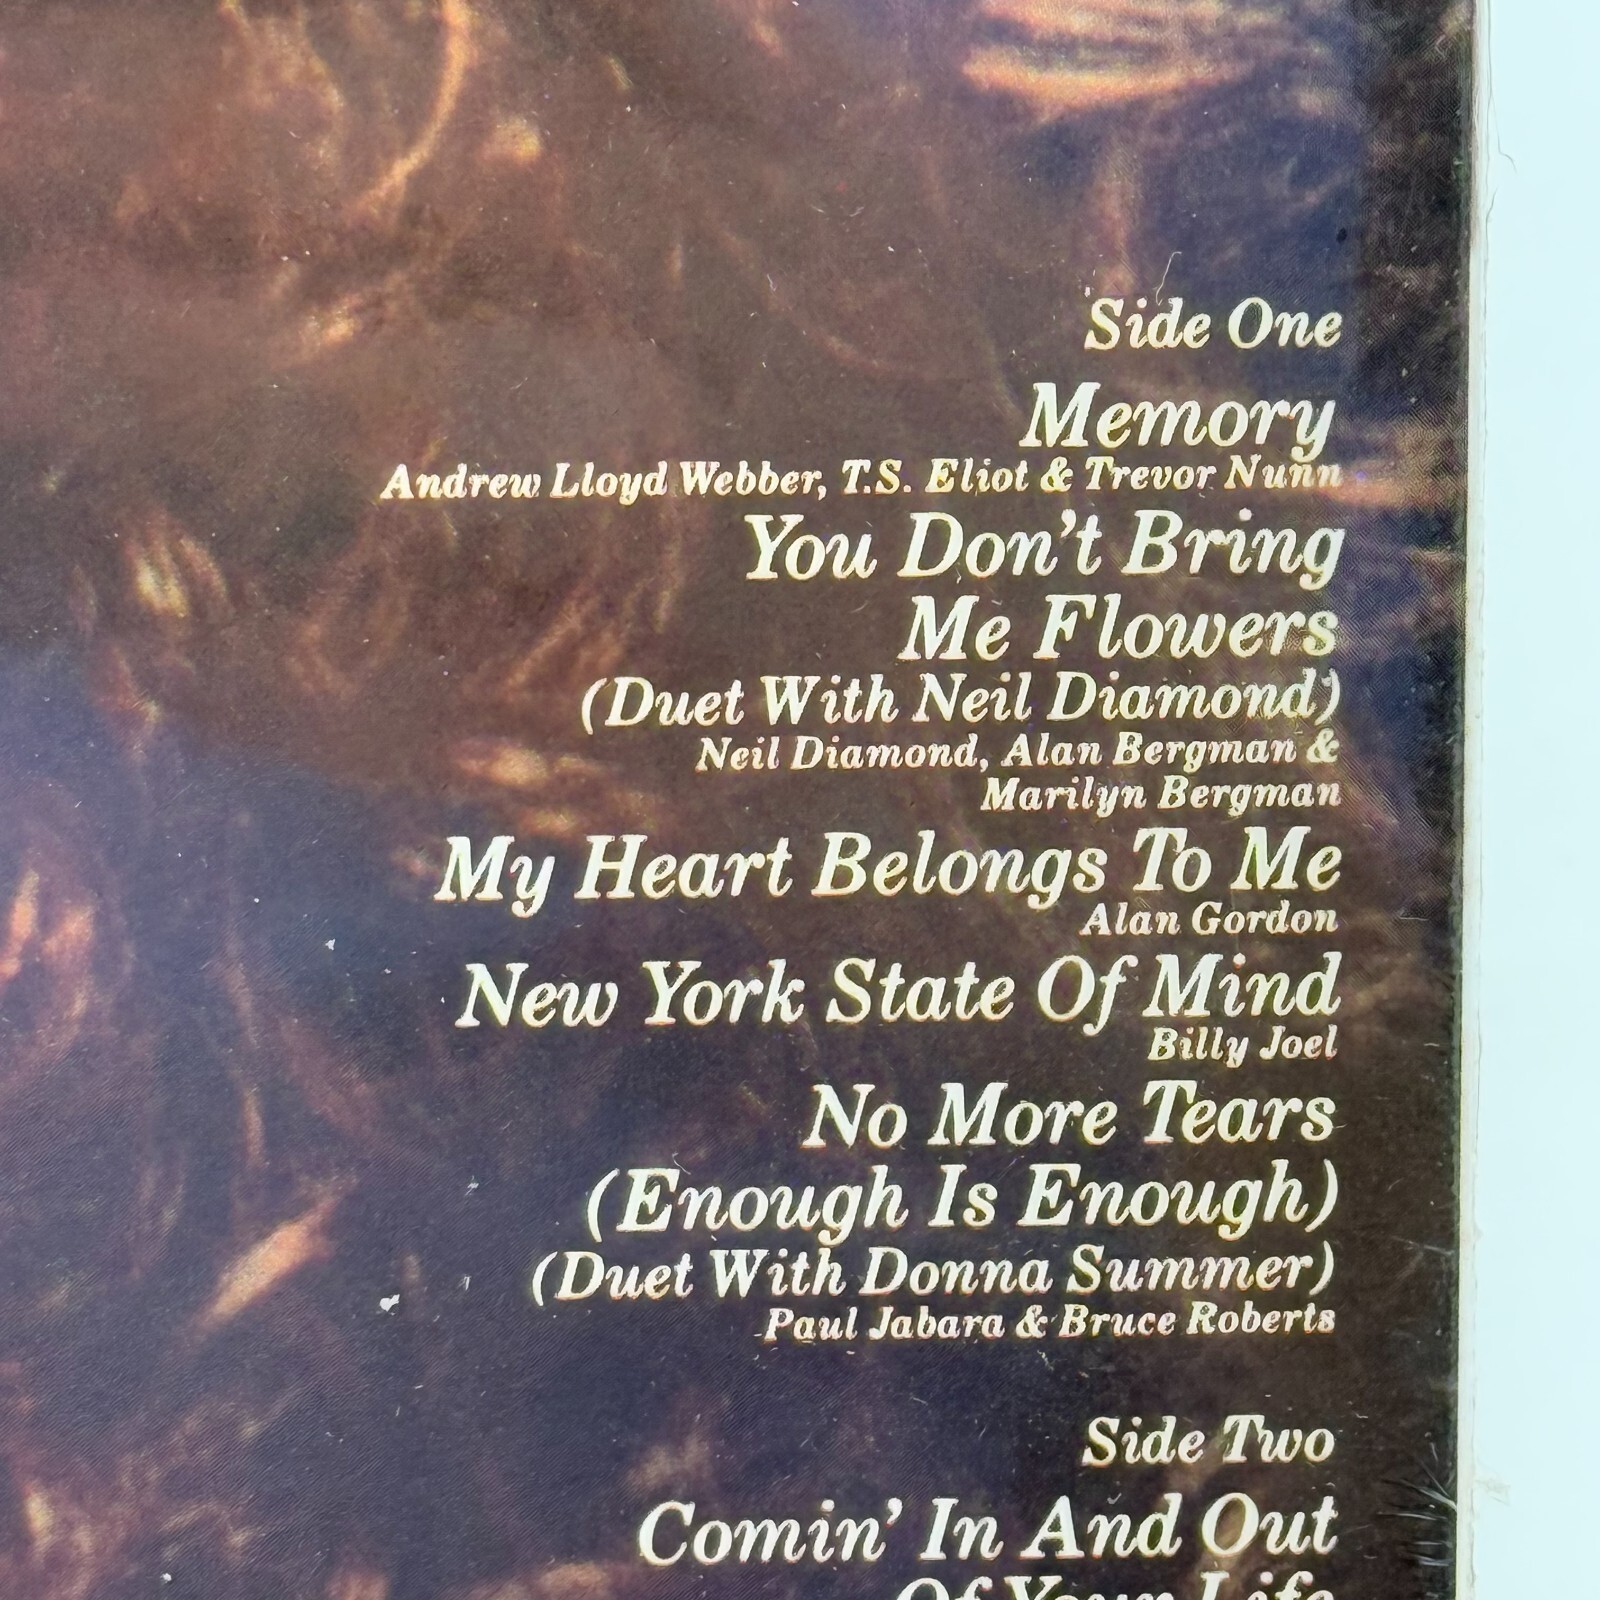 Side One
Memory
Andrew Lloyd Webber, T.S. Eliot & Trevor Nunn
You Don't Bring
Me Flowers
(Duet With Neil Diamond)
Neil Diamond, Alan Bergman &
Marilyn Bergman
My Heart Belongs To Me
Alan Gordon
New York State Of Mind
Billy Joel
No More Tears
(Enough Is Enough)
(Duet With Donna Summer)
Paul Jabara & Bruce Roberts
Side Two
Comin' In And Out
Of Your Life